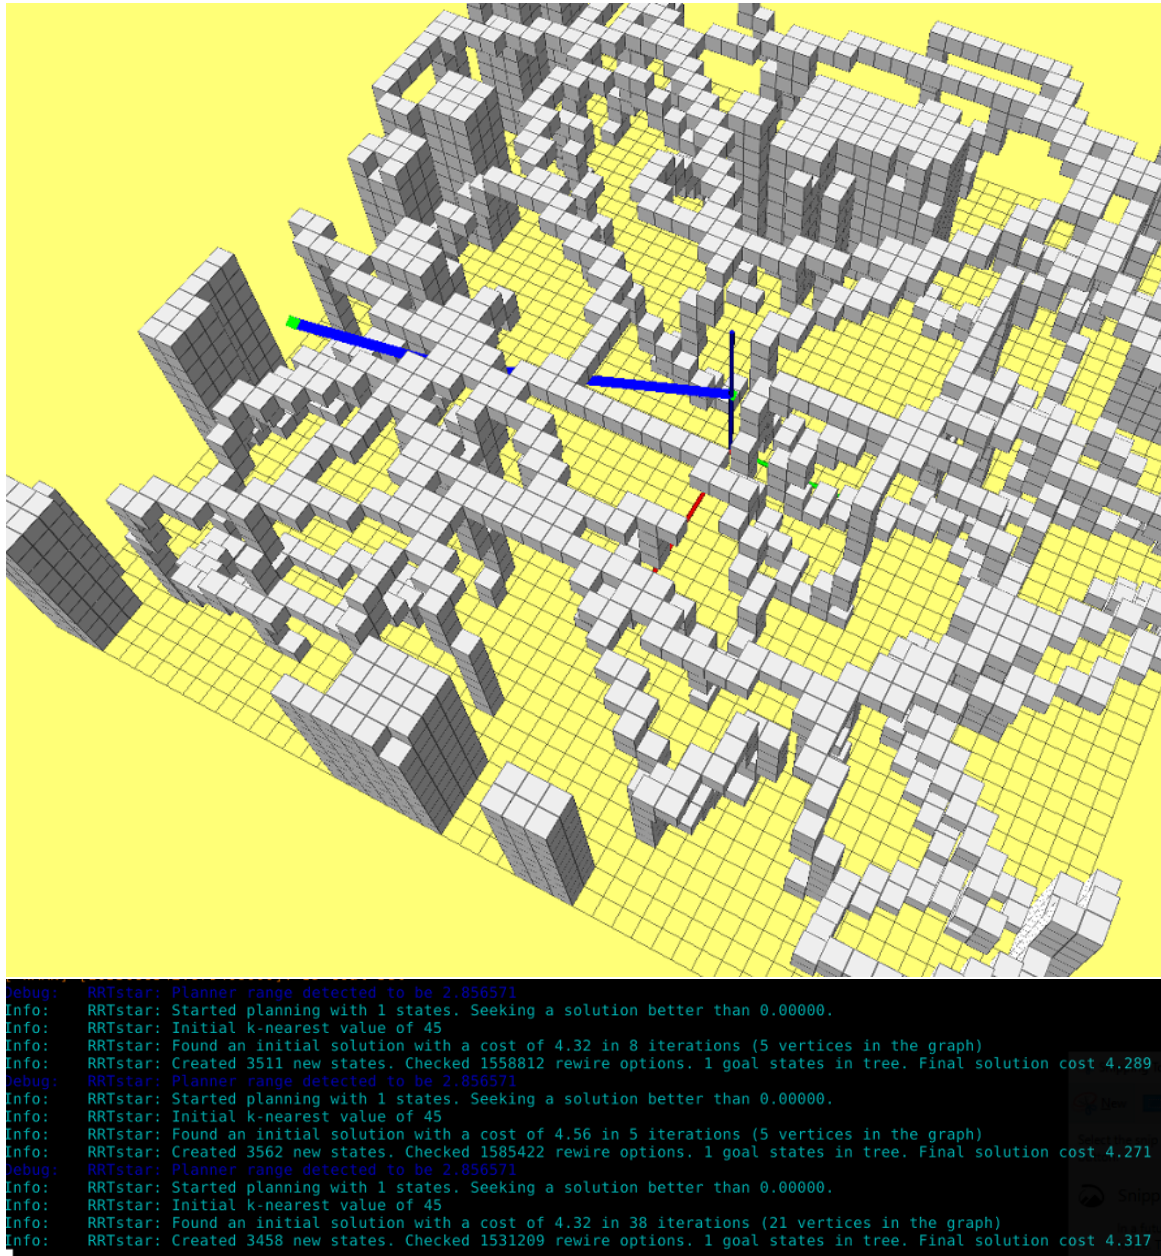 Debug:   RRTstar: Planner range detected to be 2.856571
Info:    RRTstar: Started planning with 1 states. Seeking a solution better than 0.00000.
Info:    RRTstar: Initial k-nearest value of 45
Info:    RRTstar: Found an initial solution with a cost of 4.32 in 8 iterations (5 vertices in the graph)
Info:    RRTstar: Created 3511 new states. Checked 1558812 rewire options. 1 goal states in tree. Final solution cost 4.289
Debug:   RRTstar: Planner range detected to be 2.856571
Info:    RRTstar: Started planning with 1 states. Seeking a solution better than 0.00000.
Info:    RRTstar: Initial k-nearest value of 45
Info:    RRTstar: Found an initial solution with a cost of 4.56 in 5 iterations (5 vertices in the graph)
Info:    RRTstar: Created 3562 new states. Checked 1585422 rewire options. 1 goal states in tree. Final solution cost 4.271
Debug:   RRTstar: Planner range detected to be 2.856571
Info:    RRTstar: Started planning with 1 states. Seeking a solution better than 0.00000.
Info:    RRTstar: Initial k-nearest value of 45
Info:    RRTstar: Found an initial solution with a cost of 4.32 in 38 iterations (21 vertices in the graph)
Info:    RRTstar: Created 3458 new states. Checked 1531209 rewire options. 1 goal states in tree. Final solution cost 4.317
New